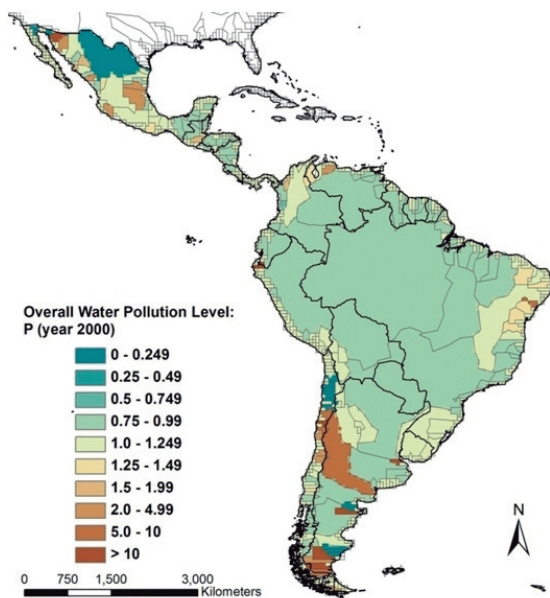 Overall Water Pollution Level:
P (year 2000)
0 - 0.249
0.25 - 0.49
0.5 - 0.749
0.75 - 0.99
1.0 - 1.249
1.25 - 1.49
1.5 - 1.99
2.0 - 4.99
5.0 - 10
> 10
N
0 750 1,500 3,000
Kilometers